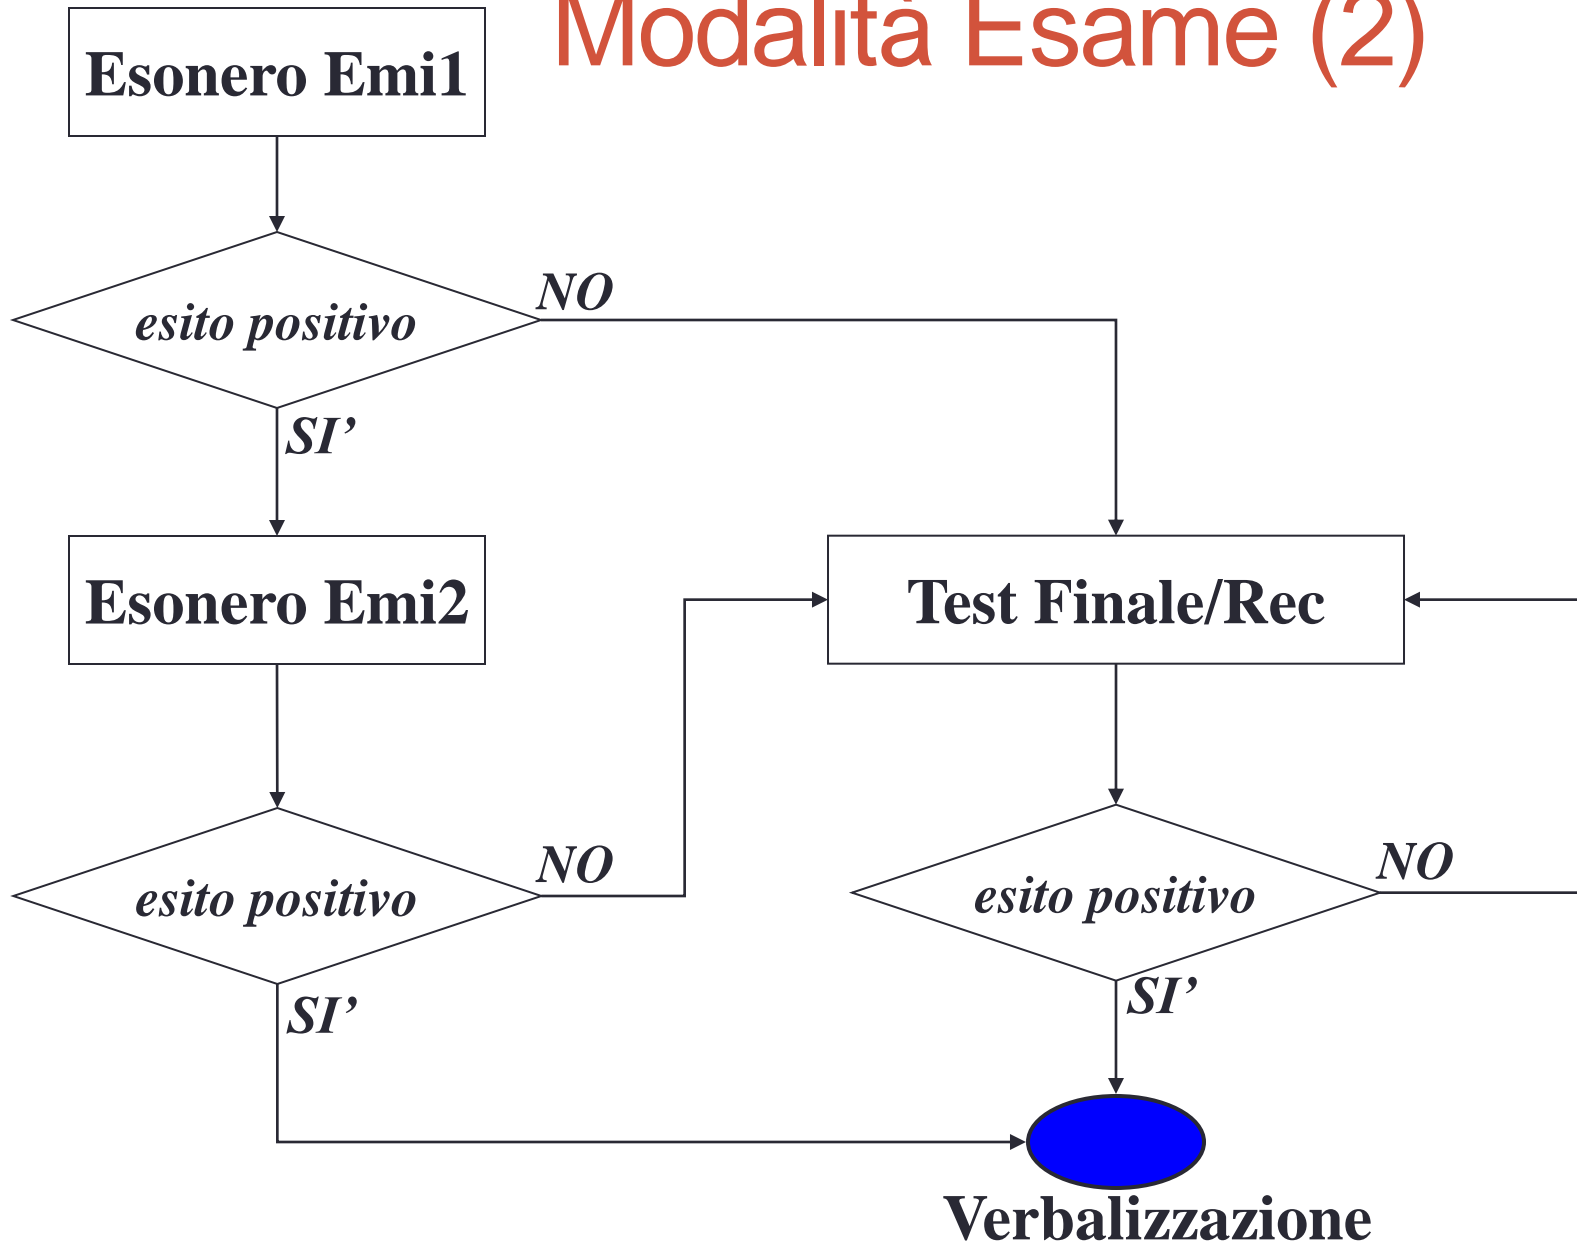 Modalità Esame (2)
Esonero Emi1
esito positivo
NO
SI’
Esonero Emi2
Test Finale/Rec
esito positivo
NO
SI’
esito positivo
NO
SI’
Verbalizzazione